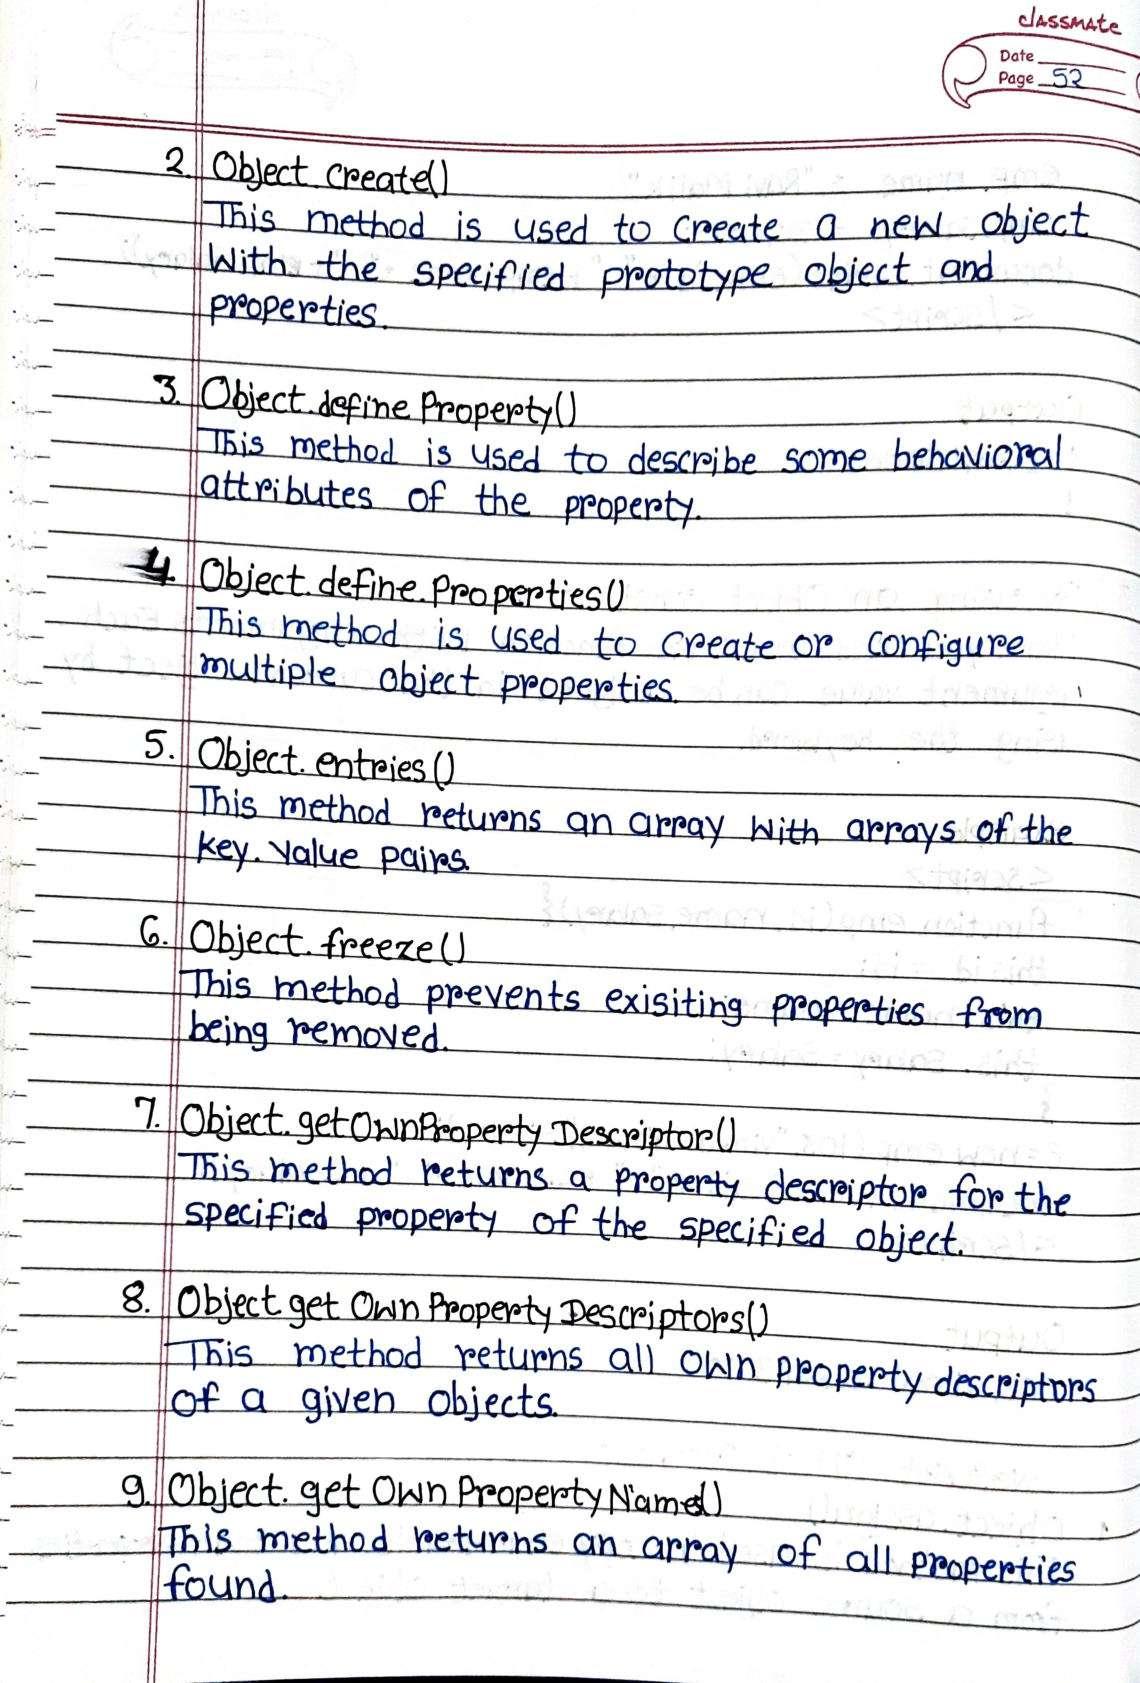 classmate
Date
Page 52
2. Object.create()
This method is used to create a new object
with the specified prototype object and
properties.
3. Object.define Property()
This method is used to describe some behavioral
attributes of the property.
4. Object.define.Properties()
This method is used to create or configure
multiple object properties.
5. Object.entries()
This method returns an array with arrays of the
key.value pairs.
6. Object.freeze()
This method prevents exisiting properties from
being removed.
7. Object.getOwnProperty Descriptor()
This method returns a property descriptor for the
specified property of the specified object.
8. Object get Own Property Descriptors()
This method returns all own property descriptors
of a given objects.
9. Object.get Own Property Names()
This method returns an array of all properties
found.